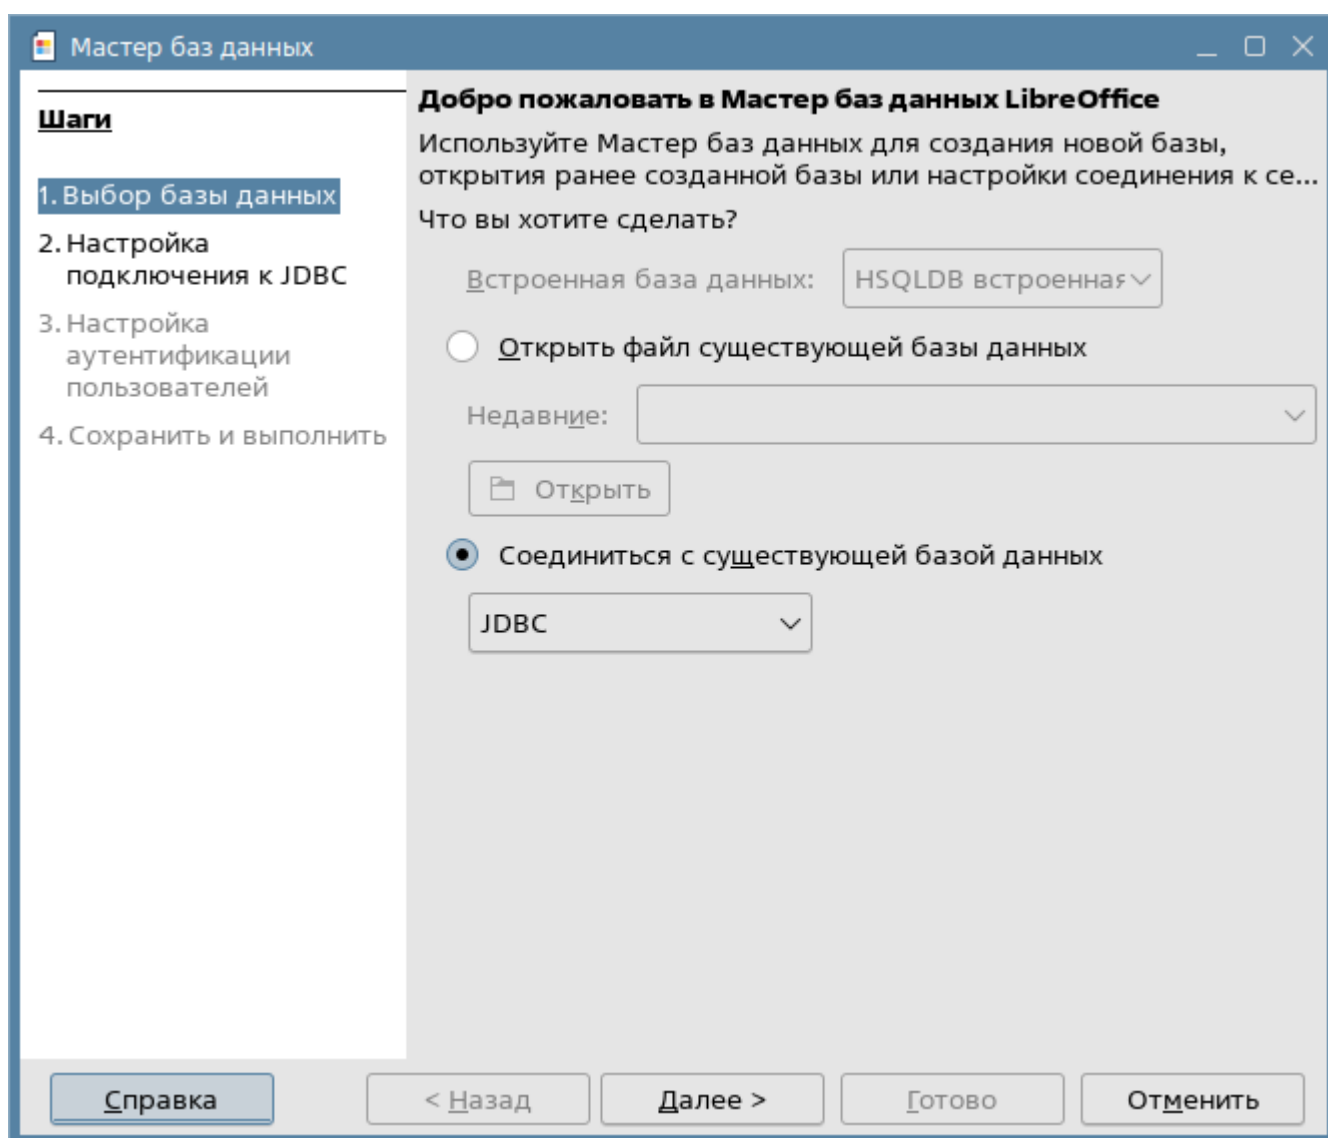 Мастер баз данных
Шаги
1. Выбор базы данных
2. Настройка
подключения к JDBC
3. Настройка
аутентификации
пользователей
4. Сохранить и выполнить
Добро пожаловать в Мастер баз данных LibreOffice
Используйте Мастер баз данных для создания новой базы,
открытия ранее созданной базы или настройки соединения к се...
Что вы хотите сделать?
Встроенная база данных: HSQLDB встроенная
Открыть файл существующей базы данных
Недавние:
Открыть
Соединиться с существующей базой данных
JDBC
Справка < Назад Далее > Готово Отменить